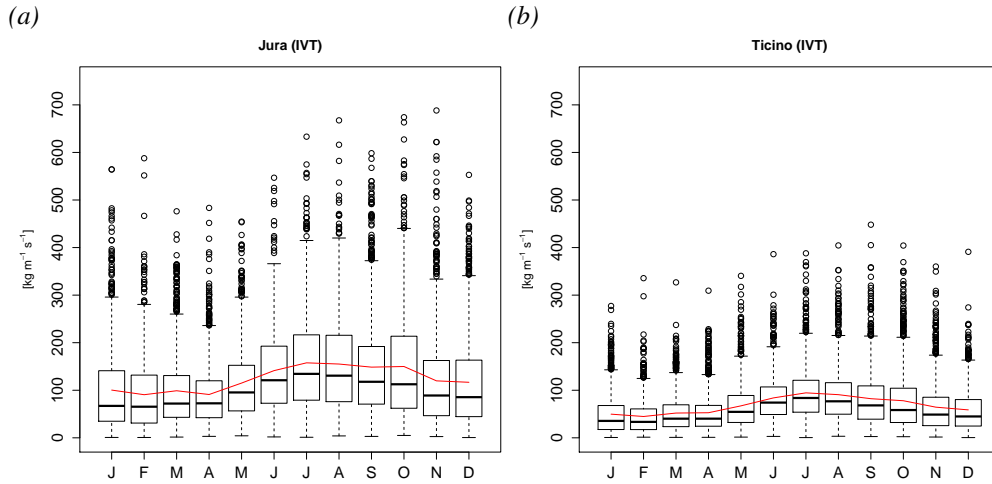 (a)
Jura (IVT)
[kg m⁻¹ s⁻¹]
700
600
500
400
300
200
100
0
J F M A M J J A S O N D
(b)
Ticino (IVT)
[kg m⁻¹ s⁻¹]
700
600
500
400
300
200
100
0
J F M A M J J A S O N D